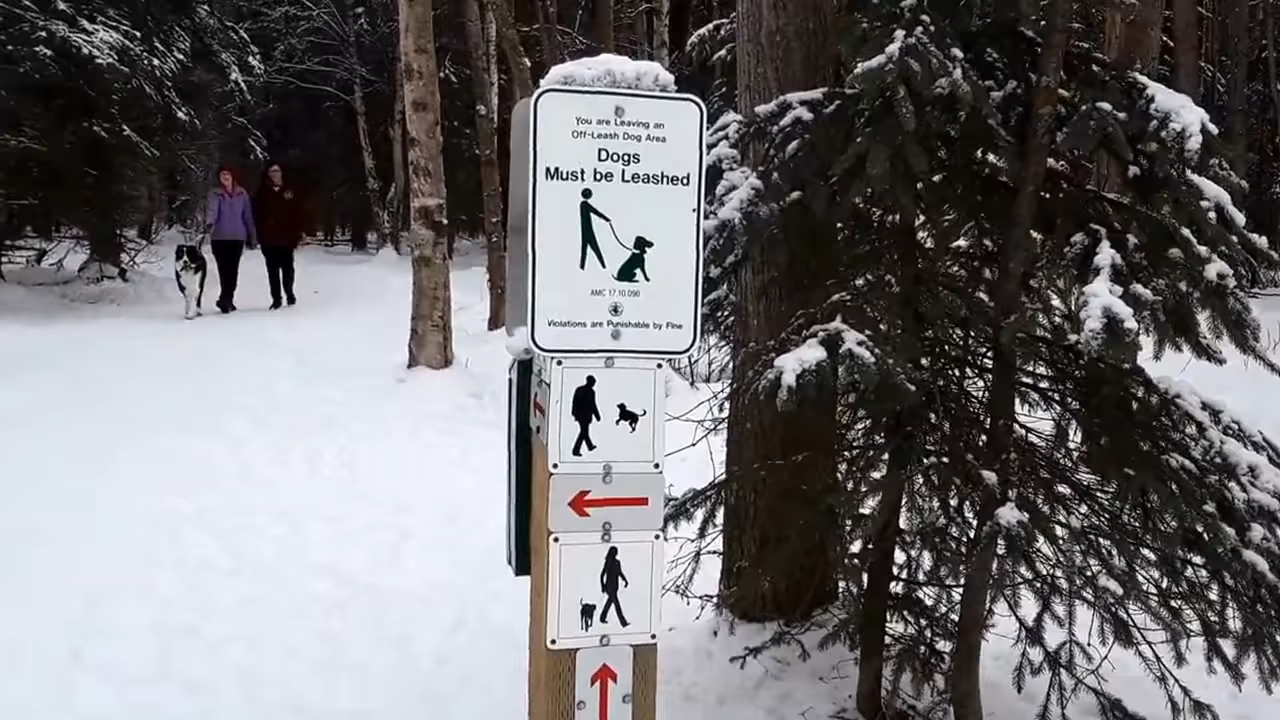 You are Leaving an
Off-Leash Dog Area
Dogs
Must be Leashed
AMC 17.10.090
Violations are Punishable by Fine